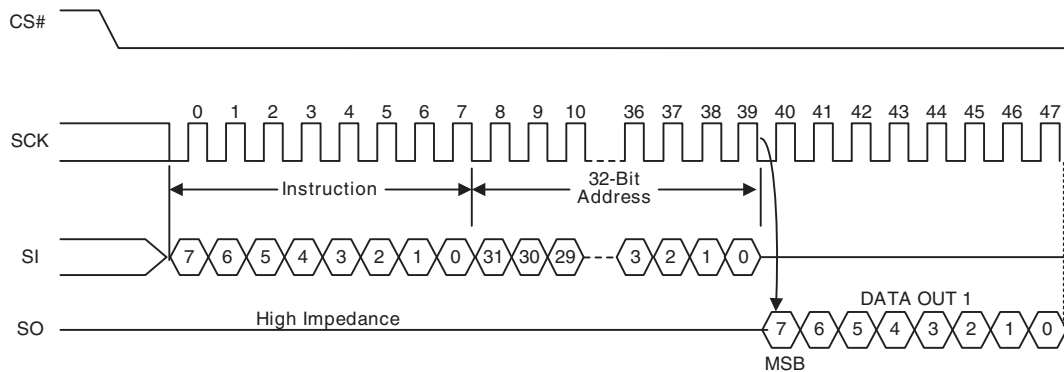 CS#
0 1 2 3 4 5 6 7 8 9 10 36 37 38 39 40 41 42 43 44 45 46 47
SCK
Instruction
32-Bit
Address
SI
7 6 5 4 3 2 1 0 31 30 29 3 2 1 0
DATA OUT 1
High Impedance
SO
7 6 5 4 3 2 1 0
MSB